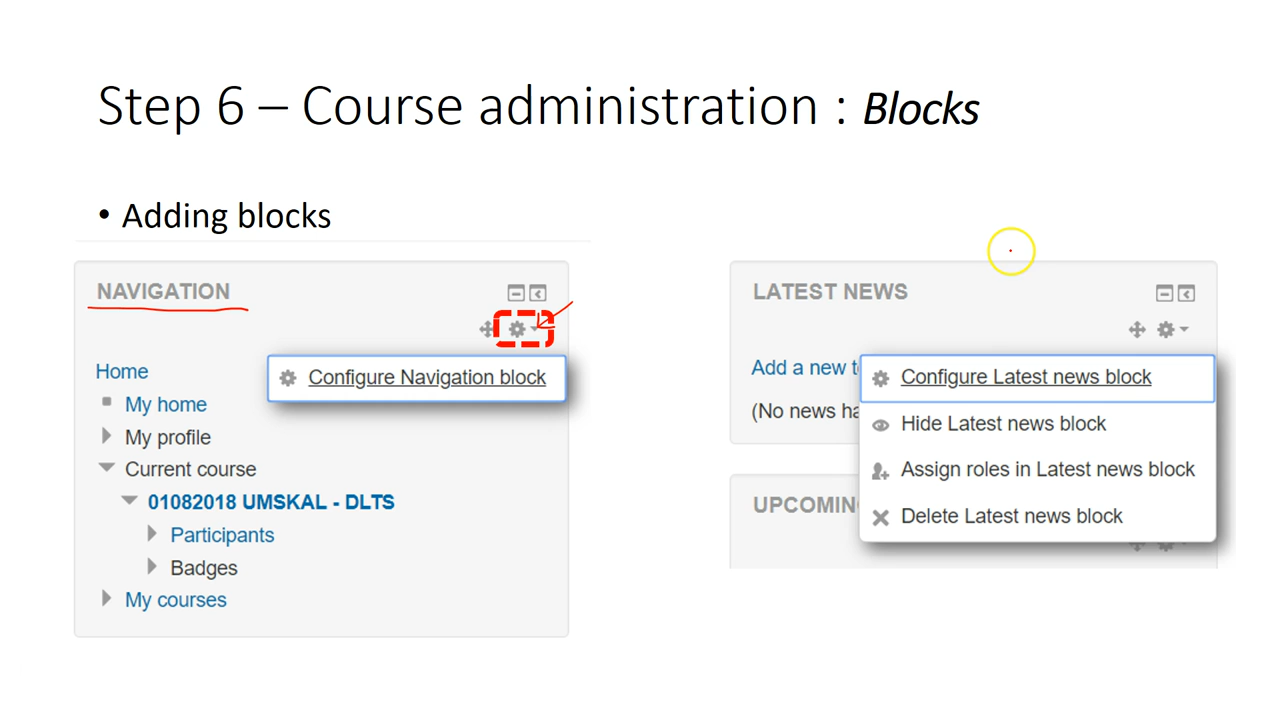 Step 6 – Course administration : Blocks
• Adding blocks
NAVIGATION
Configure Navigation block
Home
My home
My profile
Current course
01082018 UMSKAL - DLTS
Participants
Badges
My courses
LATEST NEWS
Add a new t
Configure Latest news block
(No news ha
Hide Latest news block
Assign roles in Latest news block
UPCOMIN
Delete Latest news block